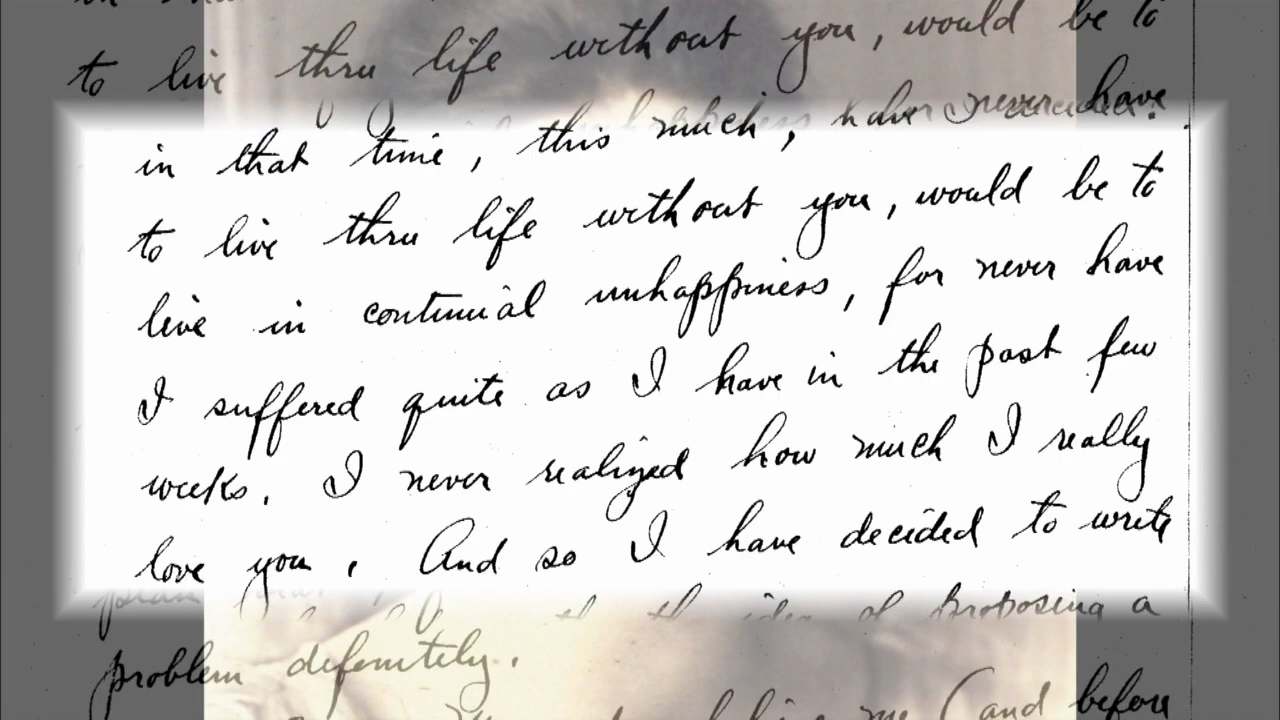 to live thru life without you, would be to
never have
in that time, this much,
to live thru life without you, would be to
live in continual unhappiness, for never have
I suffered quite as I have in the past few
weeks. I never realized how much I really
love you. And so I have decided to write
idea of proposing a
problem definitely.
me (and before